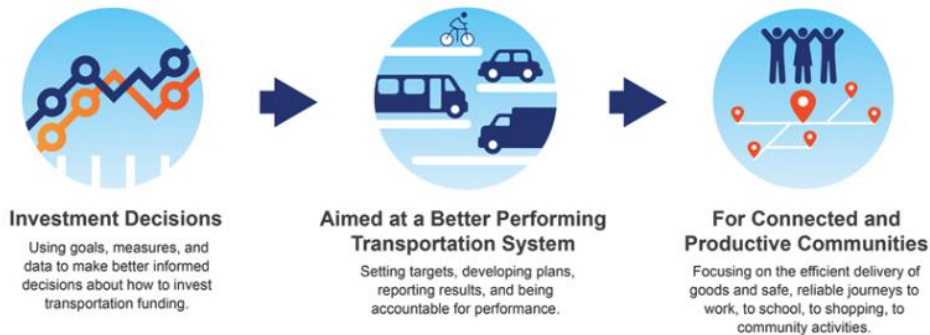 Investment Decisions
Using goals, measures, and
data to make better informed
decisions about how to invest
transportation funding.
Aimed at a Better Performing
Transportation System
Setting targets, developing plans,
reporting results, and being
accountable for performance.
For Connected and
Productive Communities
Focusing on the efficient delivery of
goods and safe, reliable journeys to
work, to school, to shopping, to
community activities.